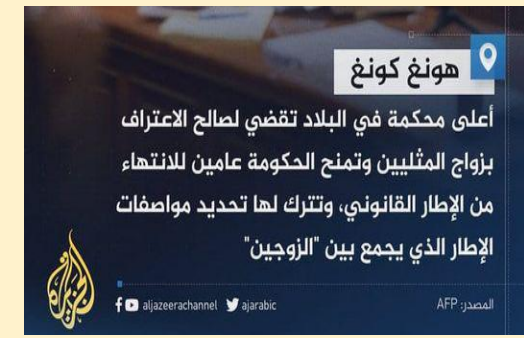 هونغ كونغ
أعلى محكمة في البلاد تقضي لصالح الاعتراف
بزواج المثليين وتمنح الحكومة عامين للانتهاء
من الإطار القانوني، وتترك لها تحديد مواصفات
الإطار الذي يجمع بين "الزوجين"
الجزيرة
aljazeerachannel ajarabic
المصدر: AFP